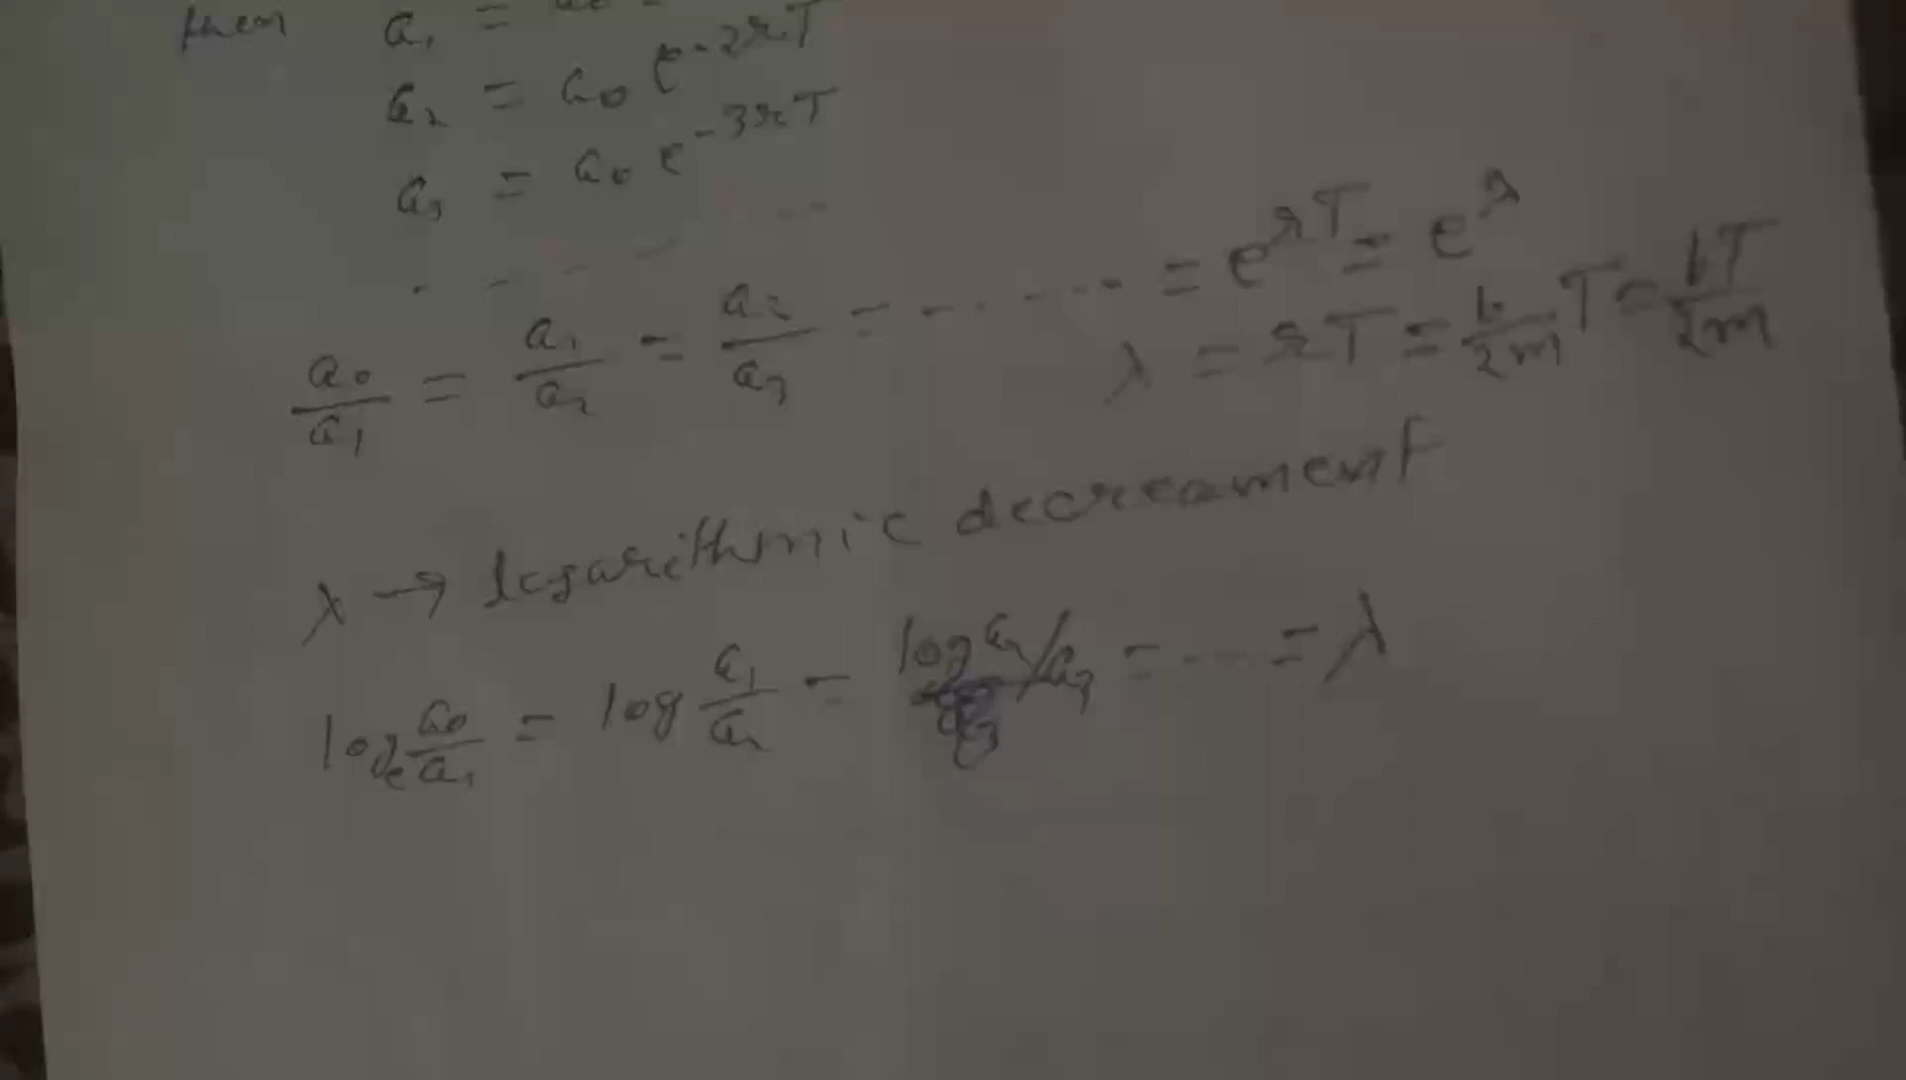 then a₁ =
a₂ = a₀ e^{-2rT}
a₃ = a₀ e^{-3rT}
. - - - - -
a₀/a₁ = a₁/a₂ = a₂/a₃ = - - - - - = e^{rT} = e^λ
λ = rT = b/2m T = bT/2m
λ → logarithmic decreament
logₑ a₀/a₁ = log a₁/a₂ = log a₂/a₃ = - - - = λ